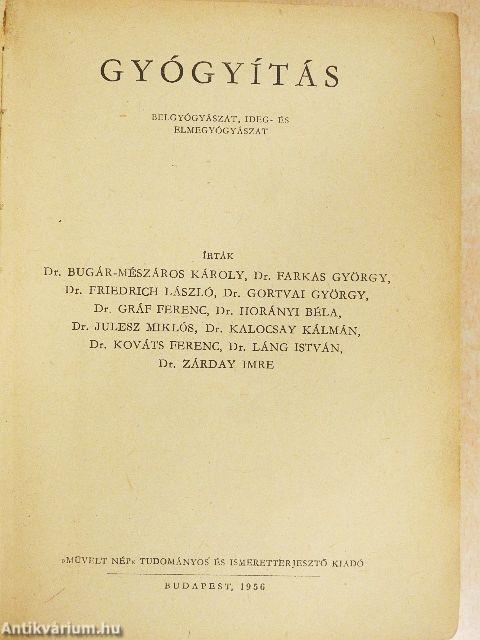 GYÓGYÍTÁS
BELGYÓGYÁSZAT, IDEG- ÉS
ELMEGYÓGYÁSZAT
ÍRTÁK
Dr. BUGÁR-MÉSZÁROS KÁROLY, Dr. FARKAS GYÖRGY,
Dr. FRIEDRICH LÁSZLÓ, Dr. GORTVAI GYÖRGY,
Dr. GRÁF FERENC, Dr. HORÁNYI BÉLA,
Dr. JULESZ MIKLÓS, Dr. KALOCSAY KÁLMÁN,
Dr. KOVÁTS FERENC, Dr. LÁNG ISTVÁN,
Dr. ZÁRDAY IMRE
»MŰVELT NÉP« TUDOMÁNYOS ÉS ISMERETTERJESZTŐ KIADÓ
BUDAPEST, 1956
Antikvárium.hu